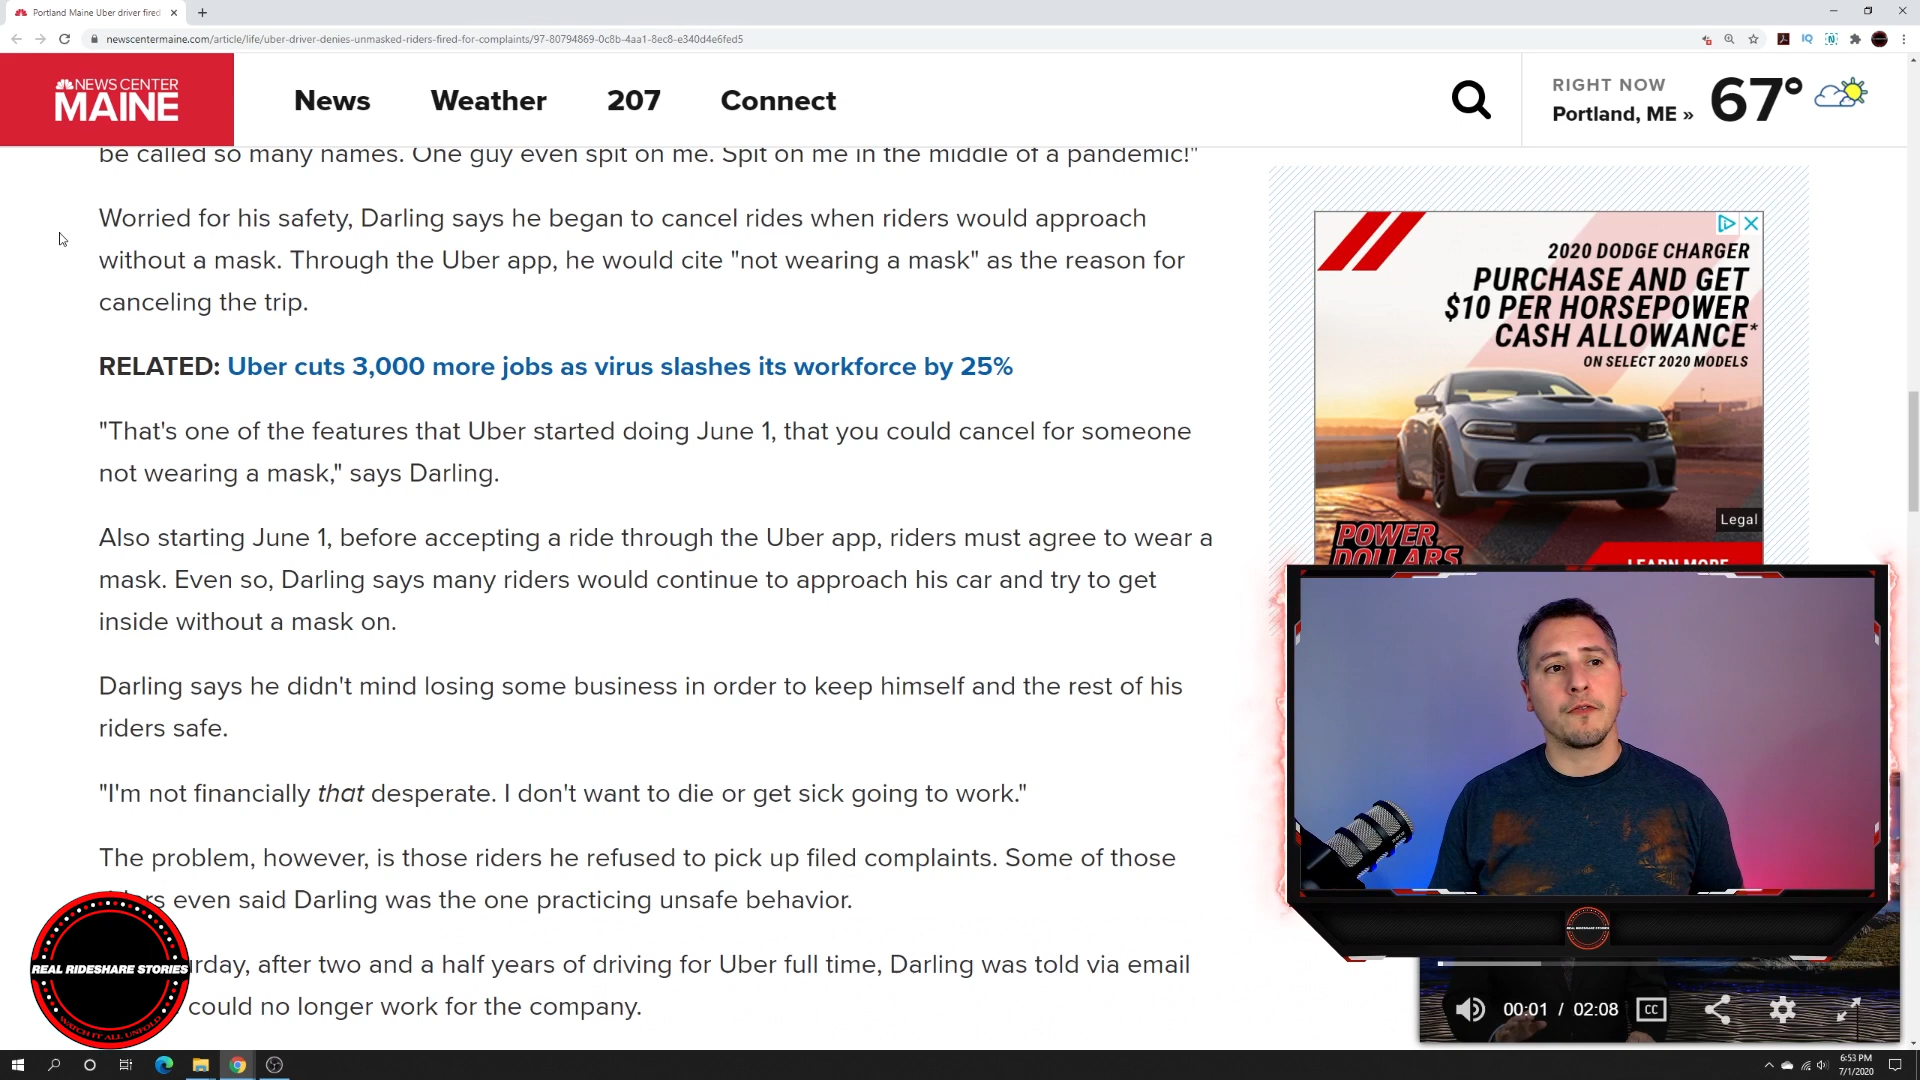 Portland Maine Uber driver fired
newscentermaine.com/article/life/uber-driver-denies-unmasked-riders-fired-for-complaints/97-80794869-0c8b-4aa1-8ec8-e340d4e6fed5
NEWS CENTER
MAINE
News
Weather
207
Connect
RIGHT NOW
Portland, ME »
67°
be called so many names. One guy even spit on me. Spit on me in the middle of a pandemic!"
Worried for his safety, Darling says he began to cancel rides when riders would approach
without a mask. Through the Uber app, he would cite "not wearing a mask" as the reason for
canceling the trip.
RELATED: Uber cuts 3,000 more jobs as virus slashes its workforce by 25%
"That's one of the features that Uber started doing June 1, that you could cancel for someone
not wearing a mask," says Darling.
Also starting June 1, before accepting a ride through the Uber app, riders must agree to wear a
mask. Even so, Darling says many riders would continue to approach his car and try to get
inside without a mask on.
Darling says he didn't mind losing some business in order to keep himself and the rest of his
riders safe.
"I'm not financially that desperate. I don't want to die or get sick going to work."
The problem, however, is those riders he refused to pick up filed complaints. Some of those
even said Darling was the one practicing unsafe behavior.
after two and a half years of driving for Uber full time, Darling was told via email
could no longer work for the company.
2020 DODGE CHARGER
PURCHASE AND GET
$10 PER HORSEPOWER
CASH ALLOWANCE*
ON SELECT 2020 MODELS
Legal
POWER
DOLLARS
LEARN MORE
REAL RIDESHARE STORIES
WATCH IT ALL UNFOLD
REAL RIDESHARE STORIES
00:01 / 02:08
CC
6:53 PM
7/1/2020